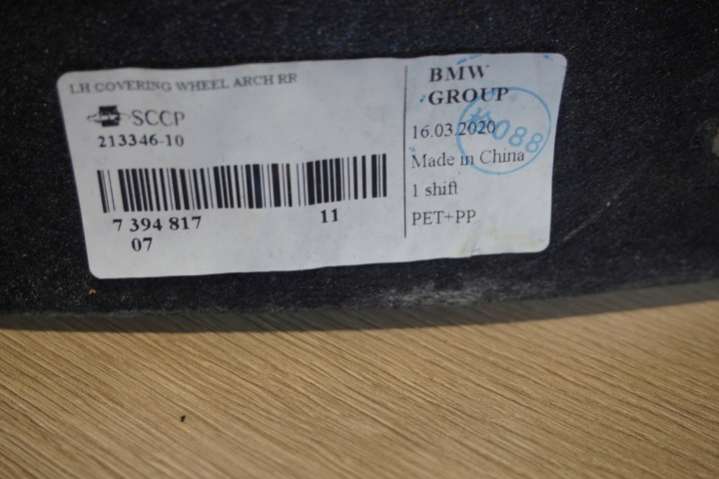 LH COVERING WHEEL ARCH RR
SCCP
213346-10
7 394 817
11
07
BMW
GROUP
16.03.2020
Made in China
1 shift
PET+PP
088